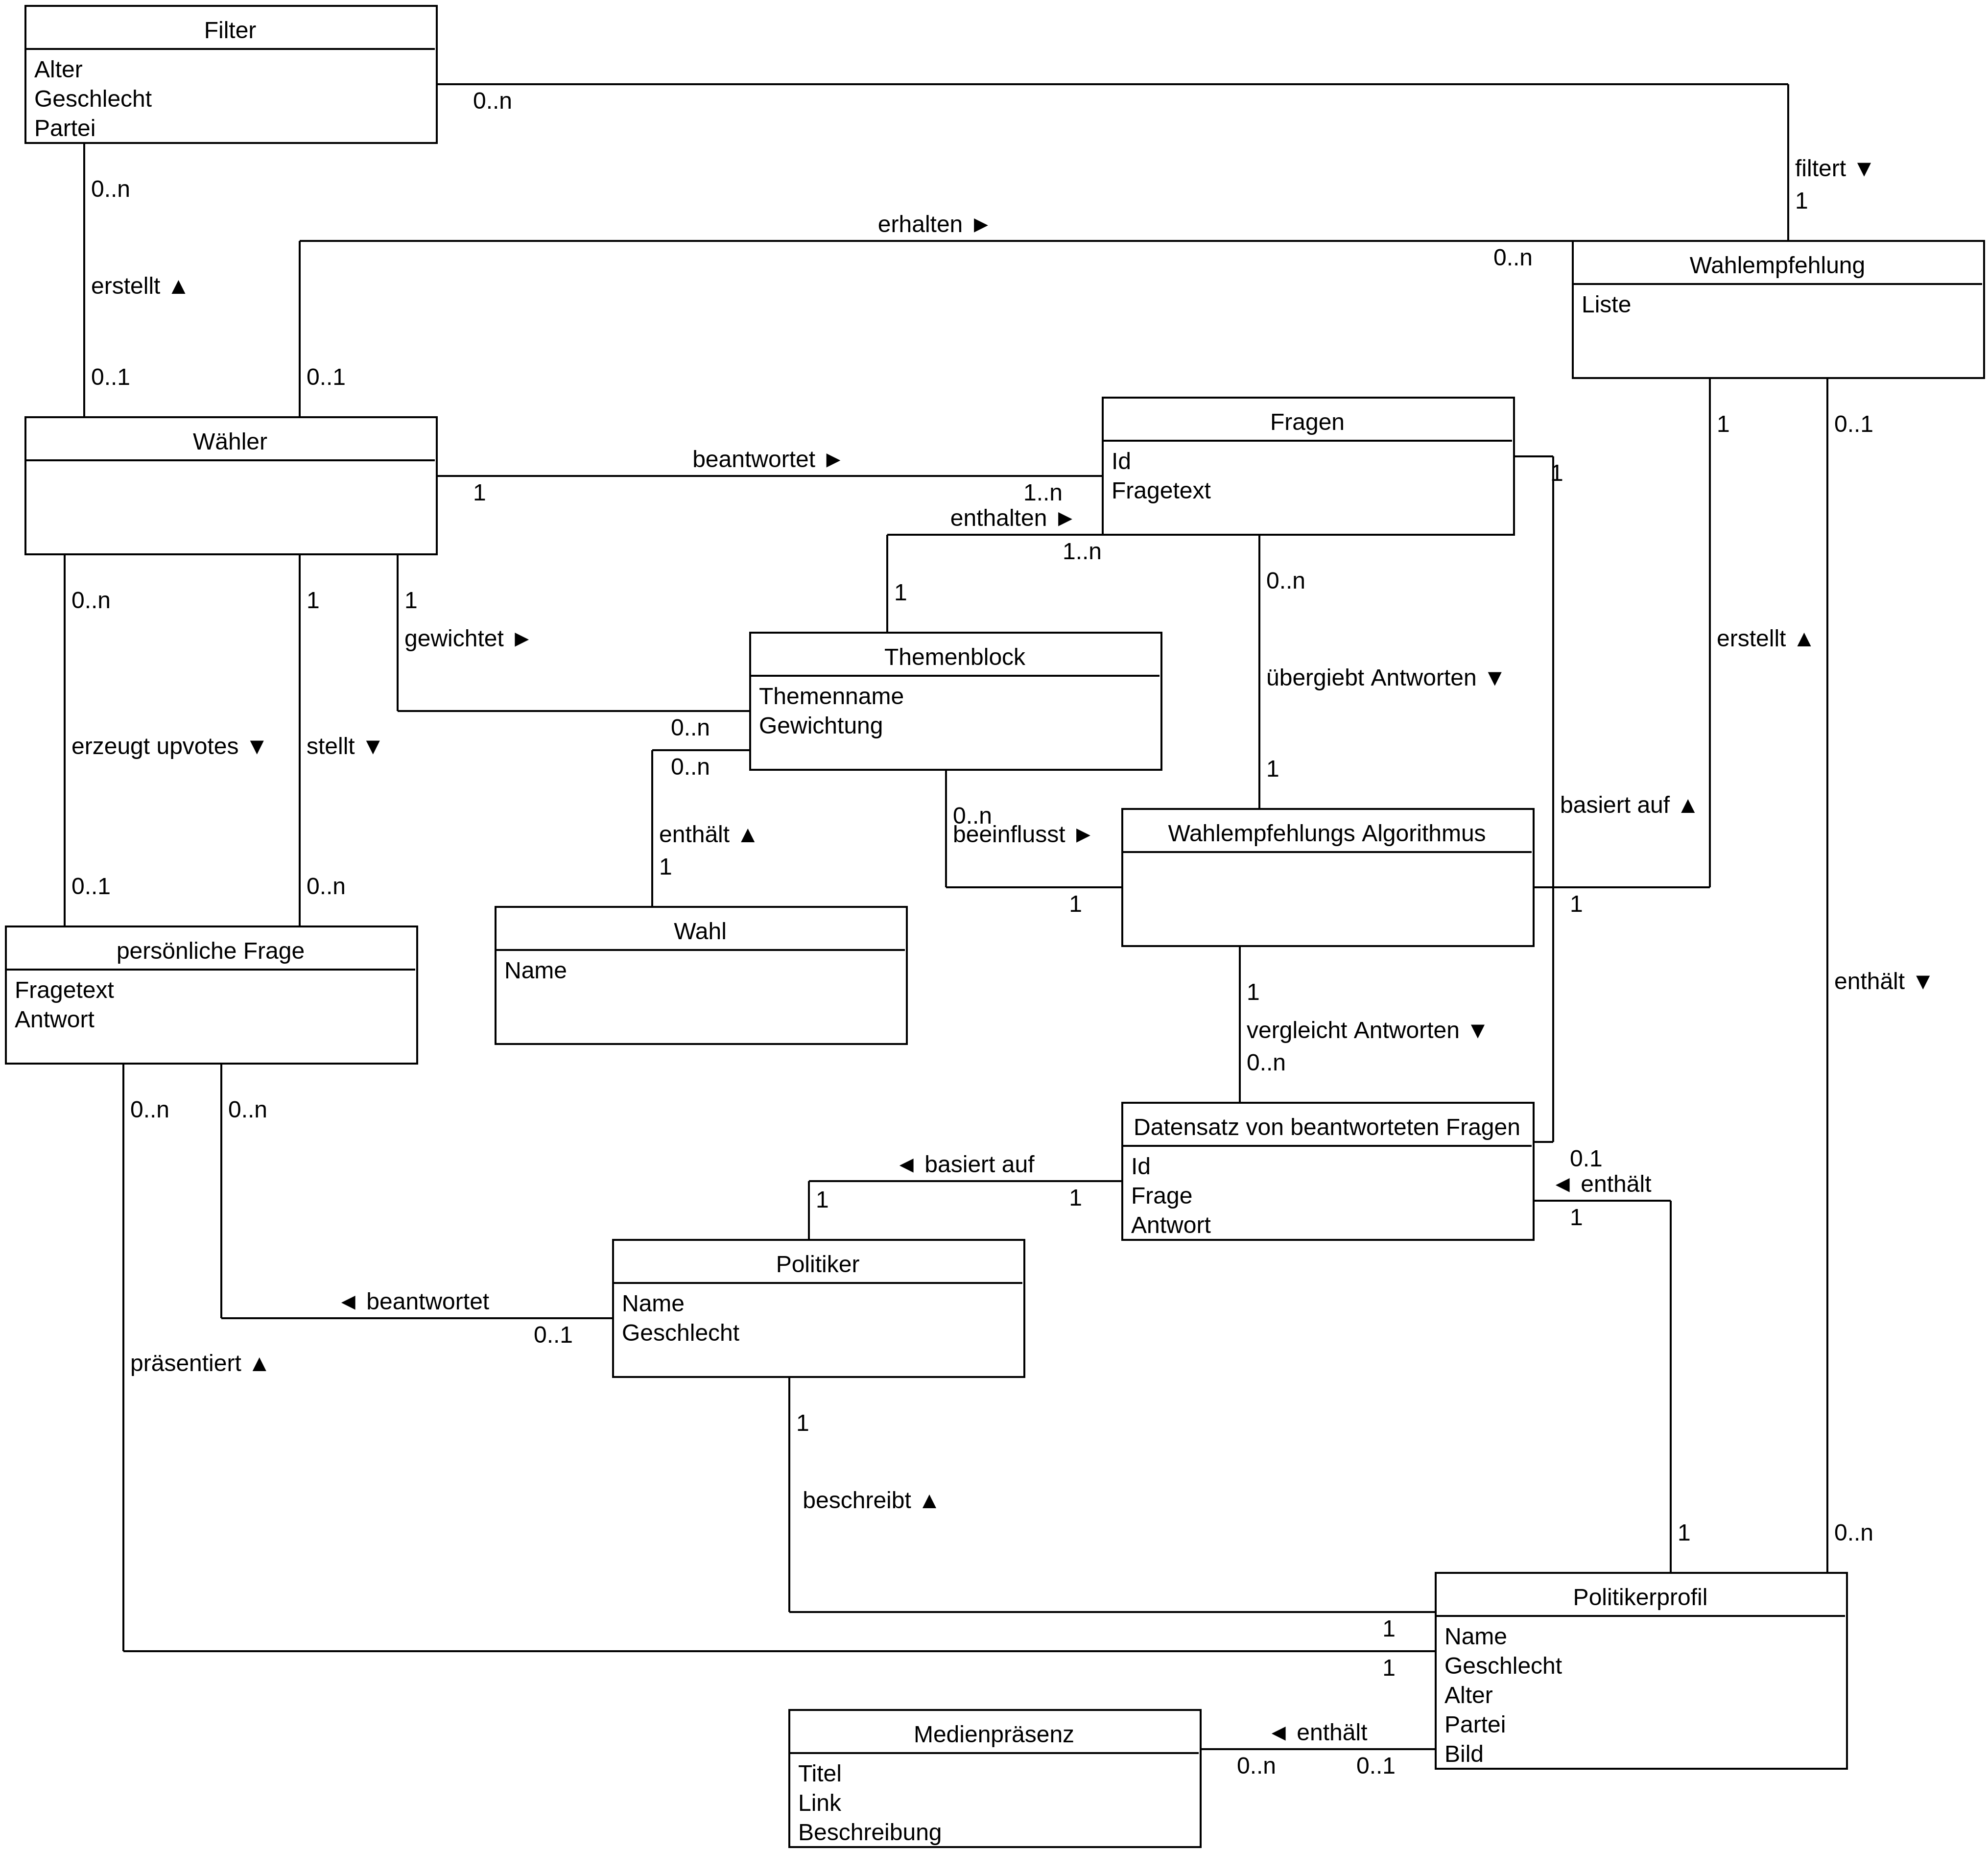 Filter
Alter
Geschlecht
Partei
0..n
filtert ▼
1
0..n
erstellt ▲
0..1
erhalten ►
0..n
0..1
Wahlempfehlung
Liste
Wähler
beantwortet ►
1
1..n
Fragen
Id
Fragetext
1
1
0..1
enthalten ►
1..n
1
0..n
übergiebt Antworten ▼
1
erstellt ▲
0..n
1
1
gewichtet ►
0..n
Themenblock
Themenname
Gewichtung
erzeugt upvotes ▼
stellt ▼
0..1
0..n
0..n
enthält ▲
1
0..n
beeinflusst ►
1
Wahlempfehlungs Algorithmus
basiert auf ▲
1
Wahl
Name
persönliche Frage
Fragetext
Antwort
1
vergleicht Antworten ▼
0..n
enthält ▼
0..n
0..n
Datensatz von beantworteten Fragen
Id
Frage
Antwort
0.1
◄ enthält
1
◄ basiert auf
1
1
Politiker
Name
Geschlecht
◄ beantwortet
0..1
präsentiert ▲
1
beschreibt ▲
1
0..n
1
1
Politikerprofil
Name
Geschlecht
Alter
Partei
Bild
◄ enthält
0..n
0..1
Medienpräsenz
Titel
Link
Beschreibung